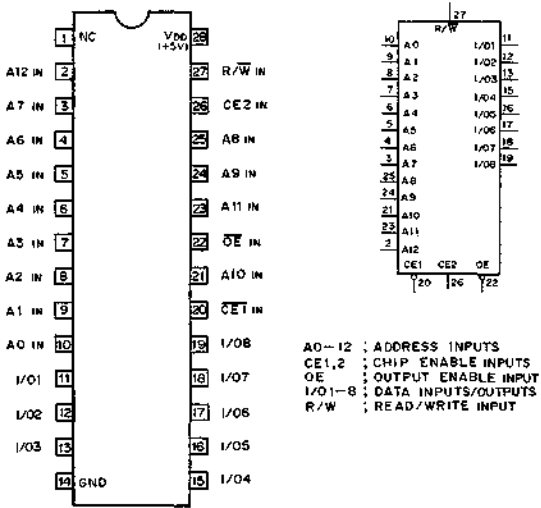 1 NC VDD (+5V) 28
A12 IN 2 27 R/W̅ IN
A7 IN 3 26 CE2 IN
A6 IN 4 25 A8 IN
A5 IN 5 24 A9 IN
A4 IN 6 23 A11 IN
A3 IN 7 22 O̅E̅ IN
A2 IN 8 21 A10 IN
A1 IN 9 20 C̅E̅1̅ IN
A0 IN 10 19 I/O8
I/O1 11 18 I/O7
I/O2 12 17 I/O6
I/O3 13 16 I/O5
14 GND 15 I/O4
27
R/W̅
10 A0 I/O1 11
9 A1 I/O2 12
8 A2 I/O3 13
7 A3 I/O4 15
6 A4 I/O5 16
5 A5 I/O6 17
4 A6 I/O7 18
3 A7 I/O8 19
25 A8
24 A9
21 A10
23 A11
2 A12
CE1 CE2 OE
20 26 22
A0-12 ; ADDRESS INPUTS
CE1,2 ; CHIP ENABLE INPUTS
OE ; OUTPUT ENABLE INPUT
I/O1-8 ; DATA INPUTS/OUTPUTS
R/W ; READ/WRITE INPUT